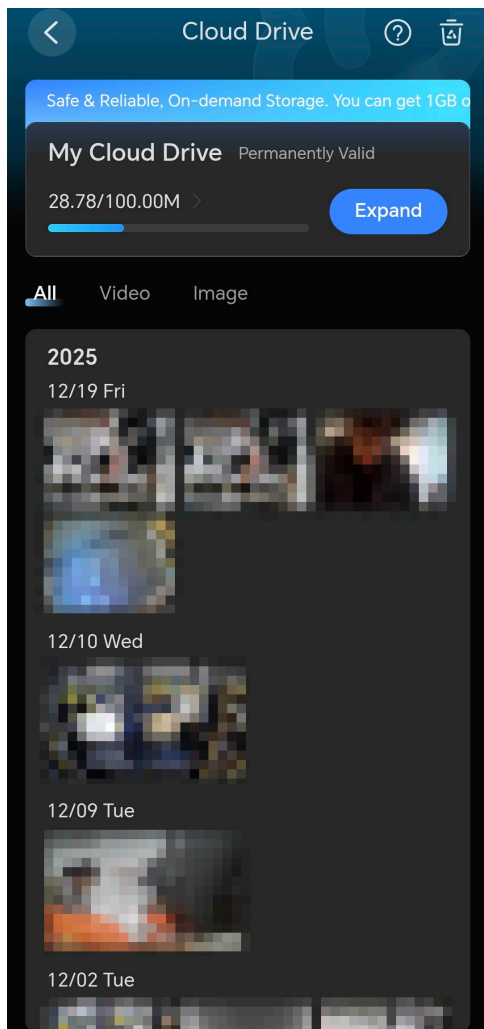 Cloud Drive
Safe & Reliable, On-demand Storage. You can get 1GB o
My Cloud Drive Permanently Valid
28.78/100.00M
Expand
All Video Image
2025
12/19 Fri
12/10 Wed
12/09 Tue
12/02 Tue